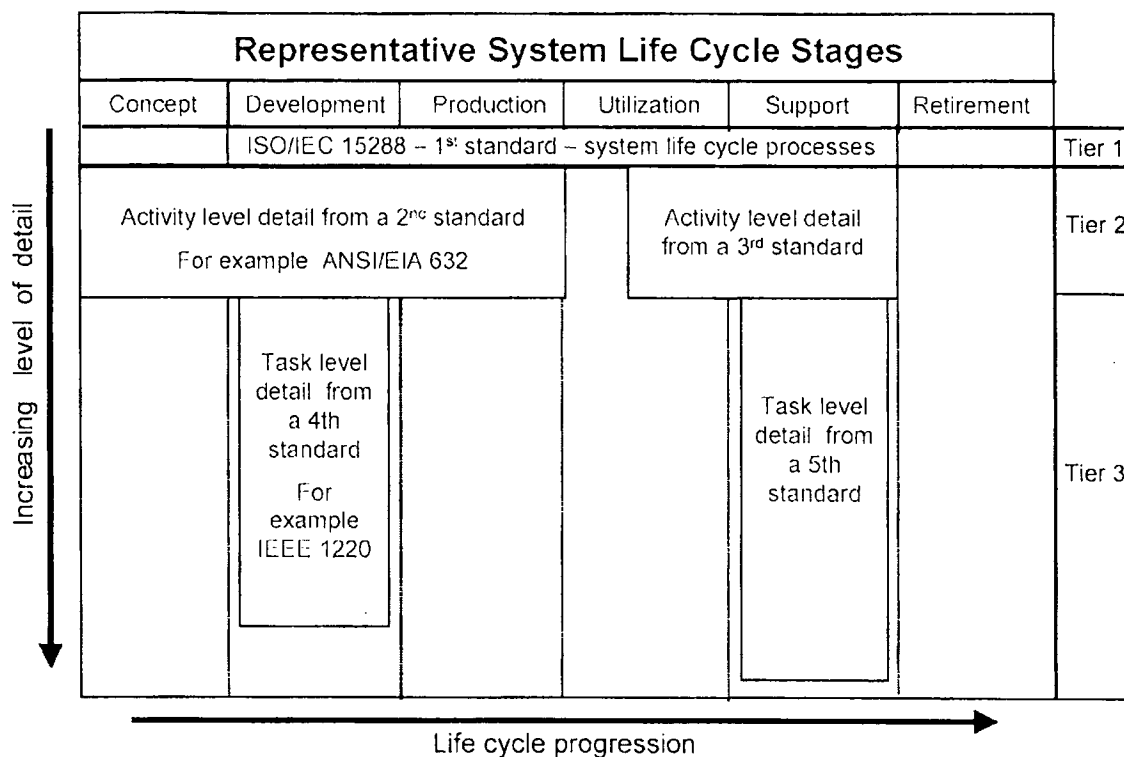 Representative System Life Cycle Stages
Concept Development Production Utilization Support Retirement
ISO/IEC 15288 – 1st standard – system life cycle processes Tier 1
Activity level detail from a 2nd standard
For example ANSI/EIA 632
Activity level detail
from a 3rd standard
Tier 2
Task level
detail from
a 4th
standard
For
example
IEEE 1220
Task level
detail from
a 5th
standard
Tier 3
Increasing level of detail
Life cycle progression